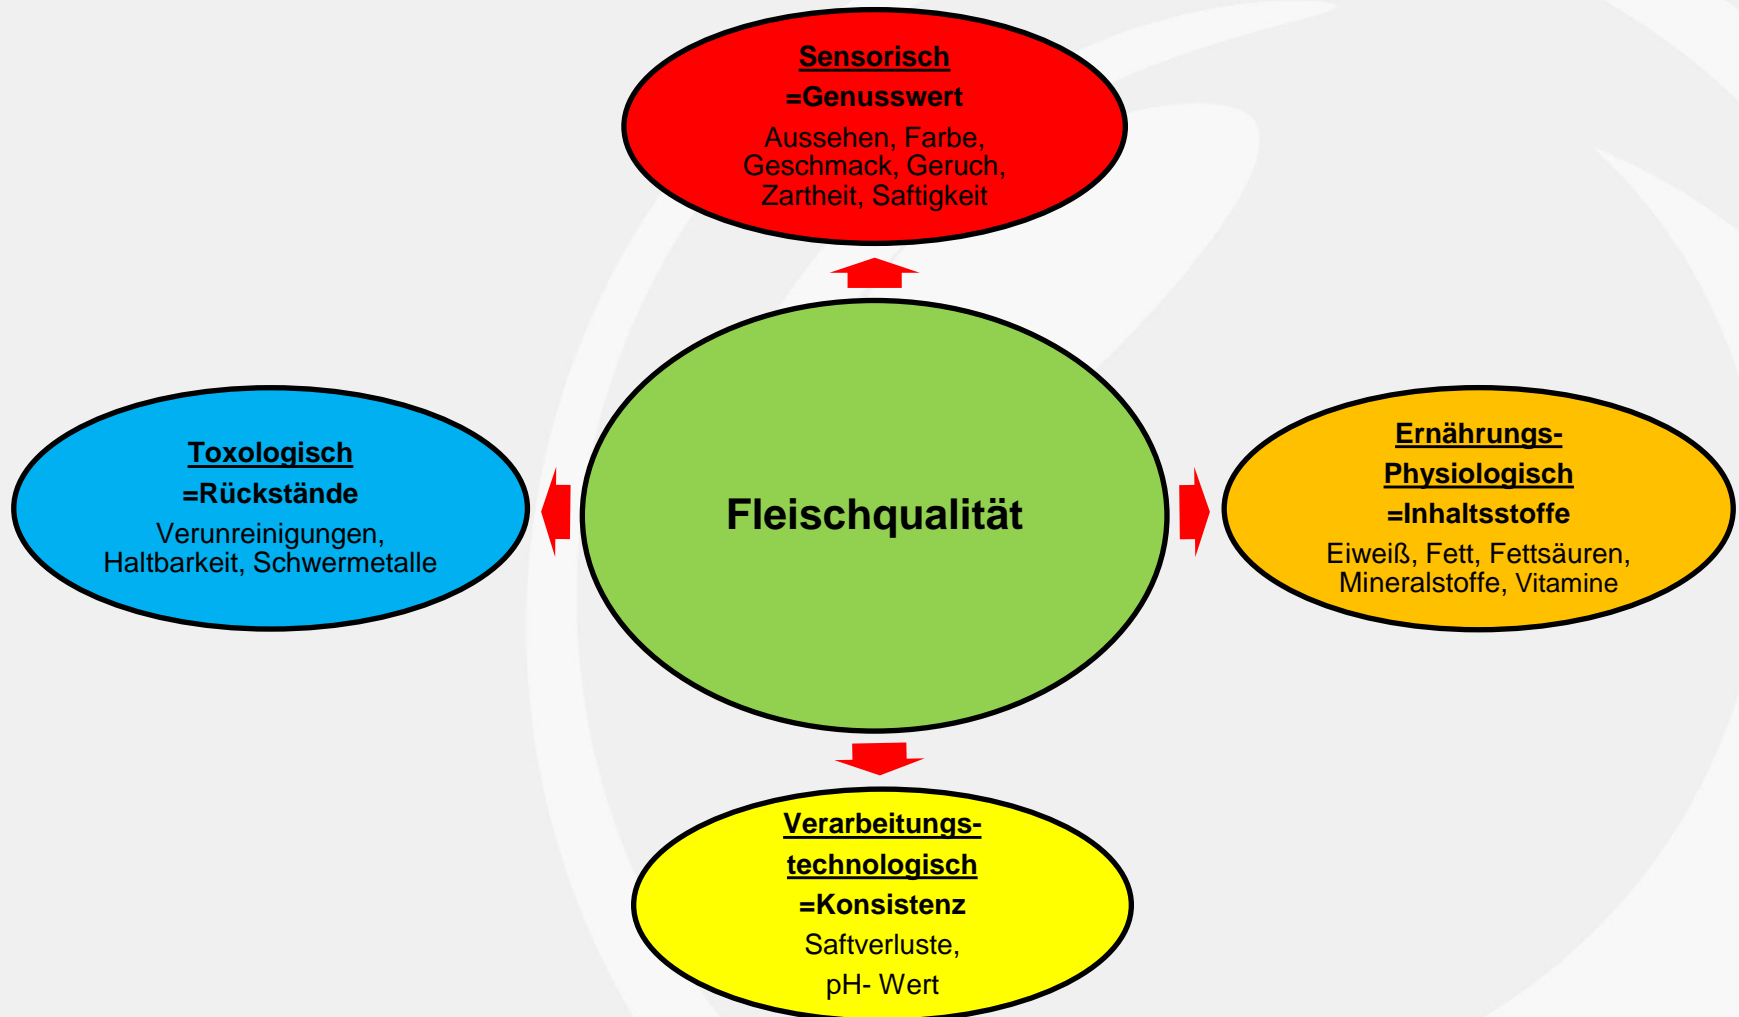 Sensorisch
=Genusswert
Aussehen, Farbe,
Geschmack, Geruch,
Zartheit, Saftigkeit
Toxologisch
=Rückstände
Verunreinigungen,
Haltbarkeit, Schwermetalle
Fleischqualität
Ernährungs-
Physiologisch
=Inhaltsstoffe
Eiweiß, Fett, Fettsäuren,
Mineralstoffe, Vitamine
Verarbeitungs-
technologisch
=Konsistenz
Saftverluste,
pH- Wert